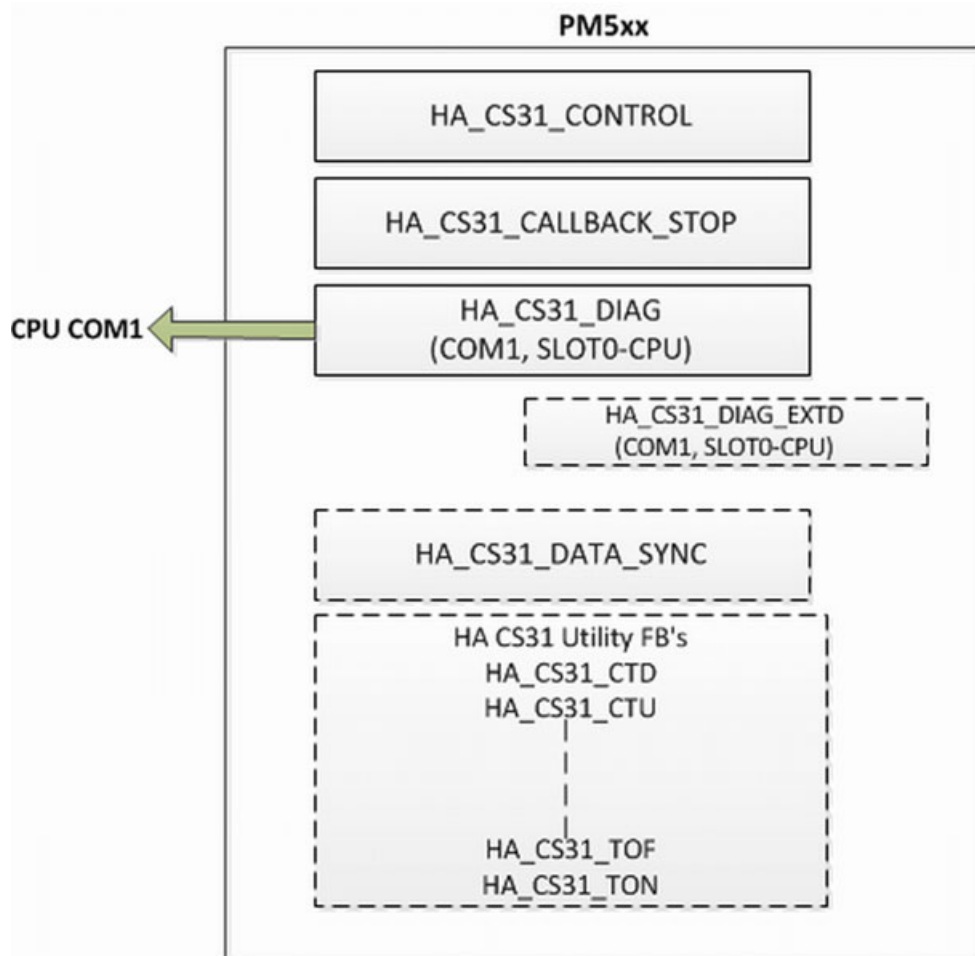 PM5xx
HA_CS31_CONTROL
HA_CS31_CALLBACK_STOP
CPU COM1
HA_CS31_DIAG
(COM1, SLOT0-CPU)
HA_CS31_DIAG_EXTD
(COM1, SLOT0-CPU)
HA_CS31_DATA_SYNC
HA CS31 Utility FB's
HA_CS31_CTD
HA_CS31_CTU
HA_CS31_TOF
HA_CS31_TON